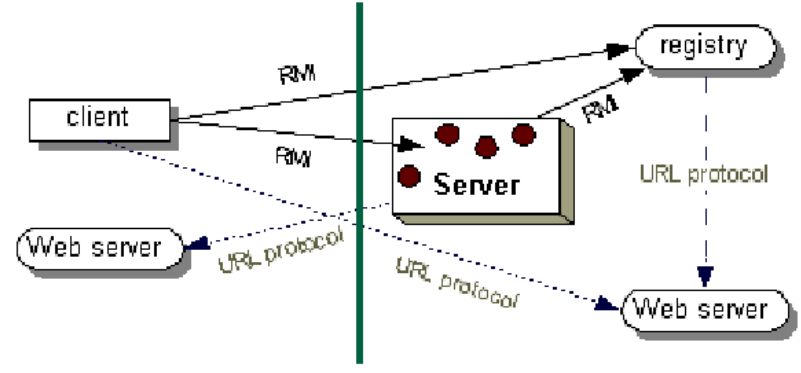 registry
RMI
client
RMI
RMI
Server
URL protocol
Web server
URL protocol
URL protocol
Web server